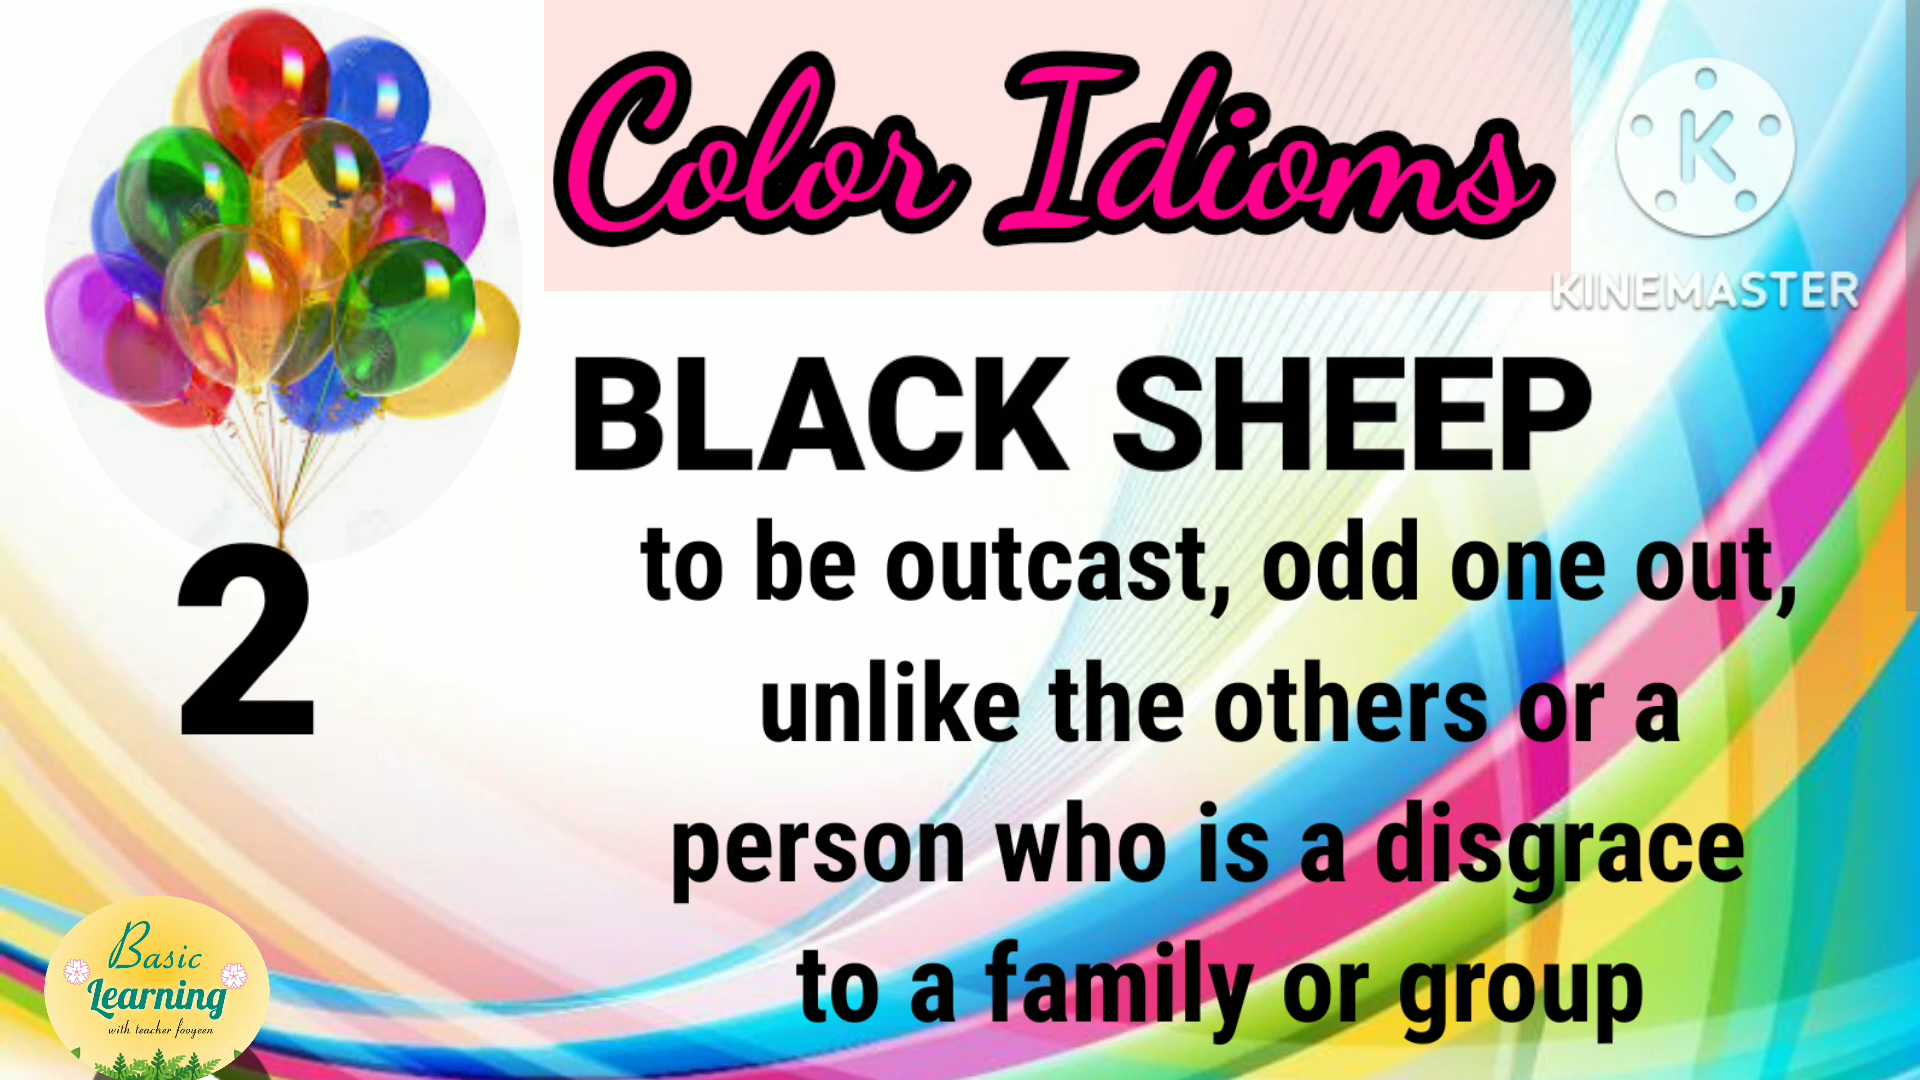 Color Idioms
K
KINEMASTER
BLACK SHEEP
to be outcast, odd one out,
unlike the others or a
person who is a disgrace
to a family or group
2
Basic
Learning
with teacher fooyeen